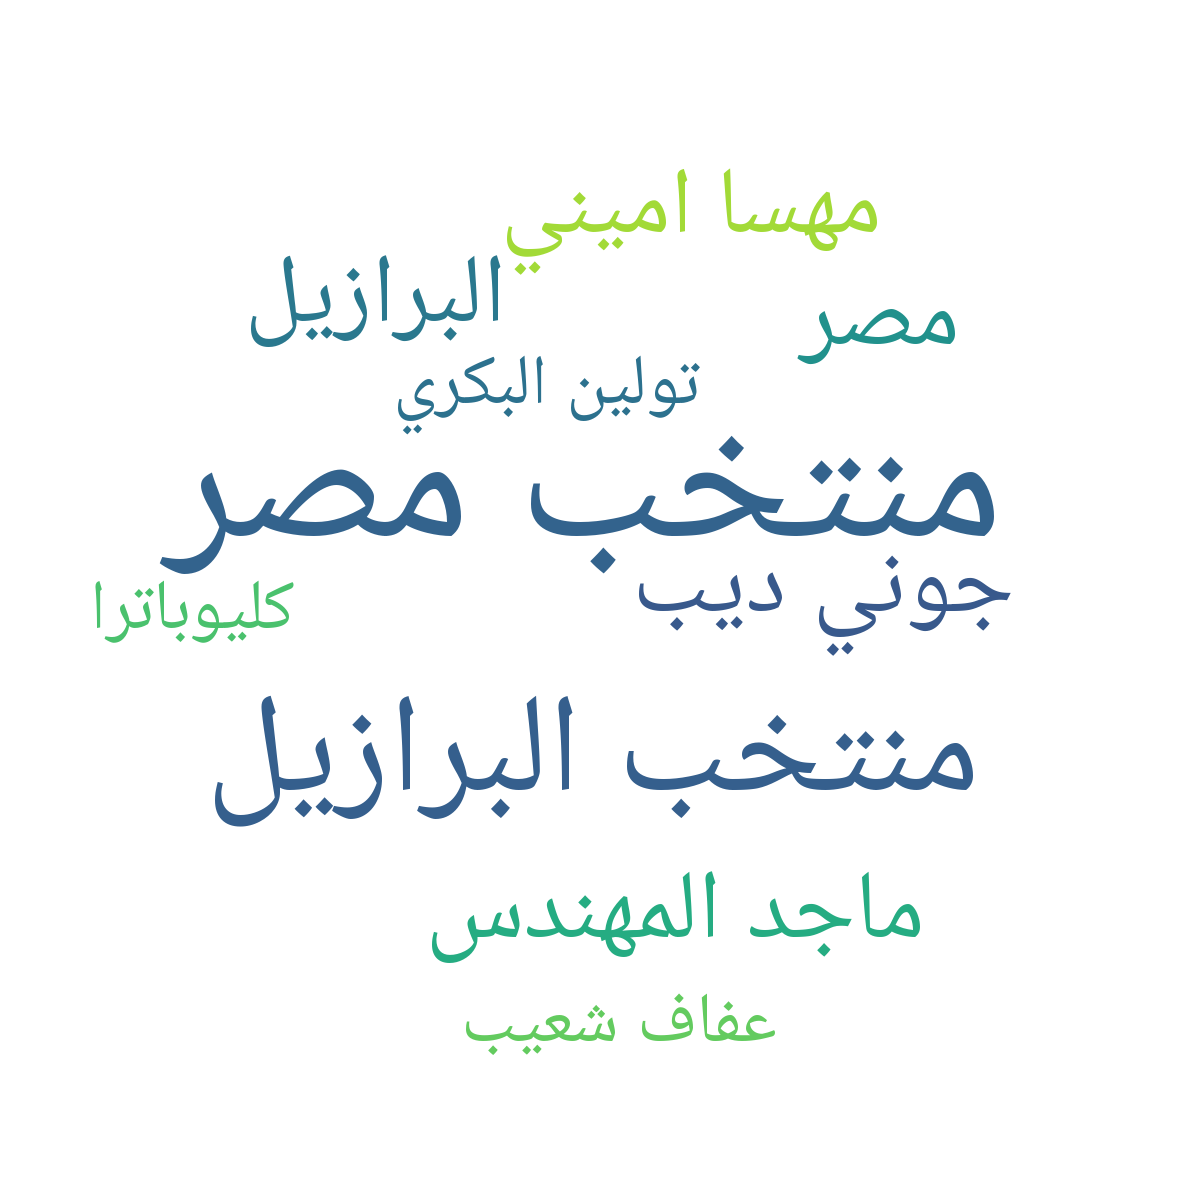 مهسا اميني
البرازيل
مصر
تولين البكري
منتخب مصر
جوني ديب
كليوباترا
منتخب البرازيل
ماجد المهندس
عفاف شعيب